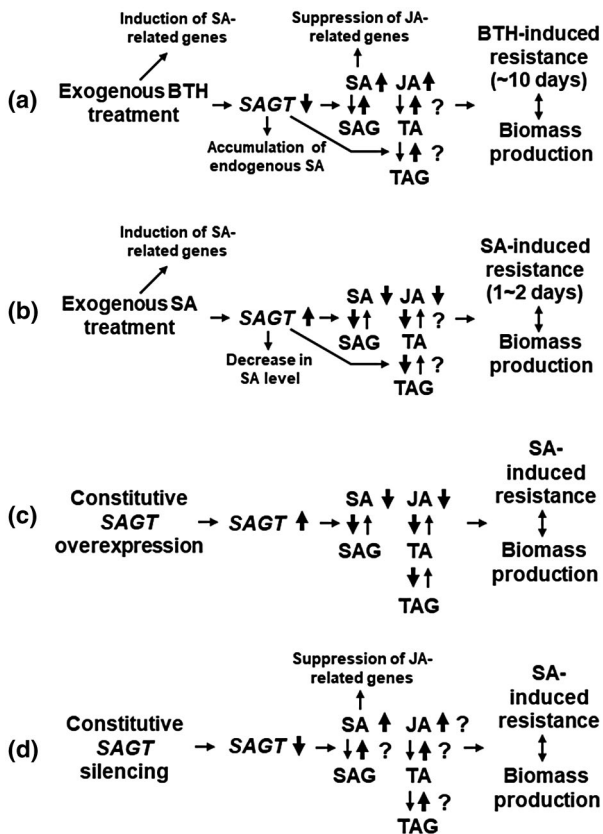 Induction of SA-
related genes
Suppression of JA-
related genes
BTH-induced
resistance
(~10 days)
(a)
Exogenous BTH
treatment
SAGT
SA JA
?
SAG TA
Accumulation of
endogenous SA
?
TAG
Biomass
production
Induction of SA-
related genes
SA-induced
resistance
(1~2 days)
(b)
Exogenous SA
treatment
SAGT
SA JA
?
SAG TA
Decrease in
SA level
?
TAG
Biomass
production
SA-
induced
resistance
(c)
Constitutive
SAGT
overexpression
SAGT
SA JA
SAG TA
TAG
Biomass
production
Suppression of JA-
related genes
SA-
induced
resistance
(d)
Constitutive
SAGT
silencing
SAGT
SA JA ?
? ?
SAG TA
?
TAG
Biomass
production